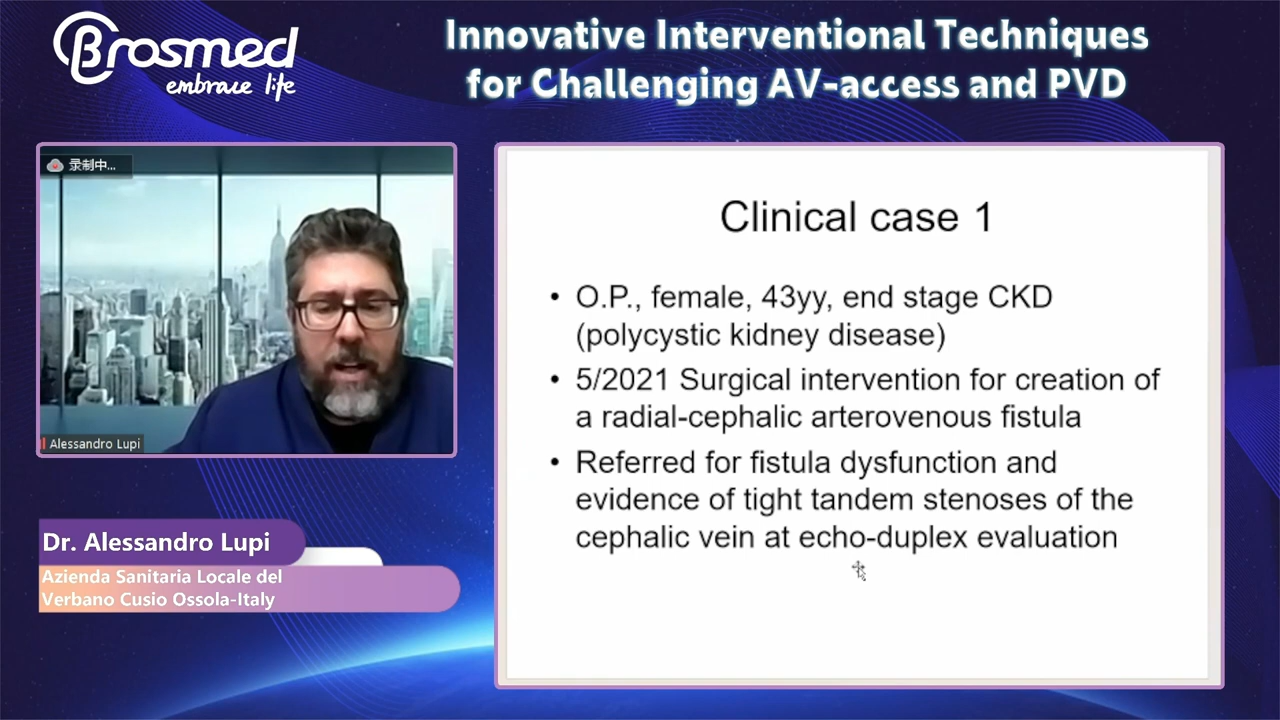 Brosmed
embrace life
Innovative Interventional Techniques
for Challenging AV-access and PVD
录制中...
Alessandro Lupi
Dr. Alessandro Lupi
Azienda Sanitaria Locale del
Verbano Cusio Ossola-Italy
Clinical case 1
• O.P., female, 43yy, end stage CKD
(polycystic kidney disease)
• 5/2021 Surgical intervention for creation of
a radial-cephalic arterovenous fistula
• Referred for fistula dysfunction and
evidence of tight tandem stenoses of the
cephalic vein at echo-duplex evaluation